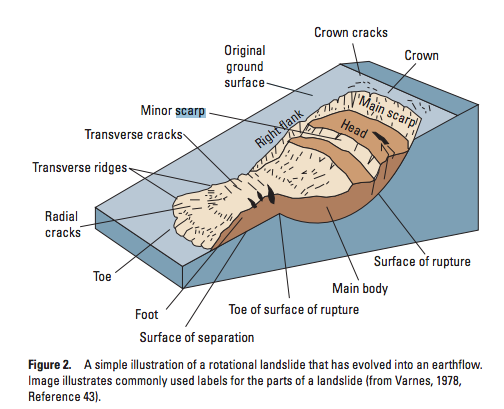 Crown cracks
Original
ground
surface
Crown
Minor scarp
Main scarp
Head
Right flank
Transverse cracks
Transverse ridges
Radial
cracks
Toe
Surface of rupture
Main body
Foot
Toe of surface of rupture
Surface of separation
Figure 2. A simple illustration of a rotational landslide that has evolved into an earthflow.
Image illustrates commonly used labels for the parts of a landslide (from Varnes, 1978,
Reference 43).